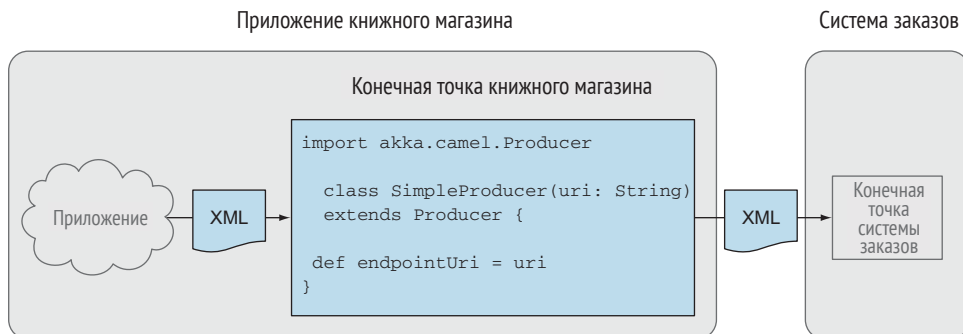 Приложение книжного магазина
Система заказов
Конечная точка книжного магазина
import akka.camel.Producer
class SimpleProducer(uri: String)
extends Producer {
def endpointUri = uri
}
Приложение
XML
XML
Конечная
точка
системы
заказов